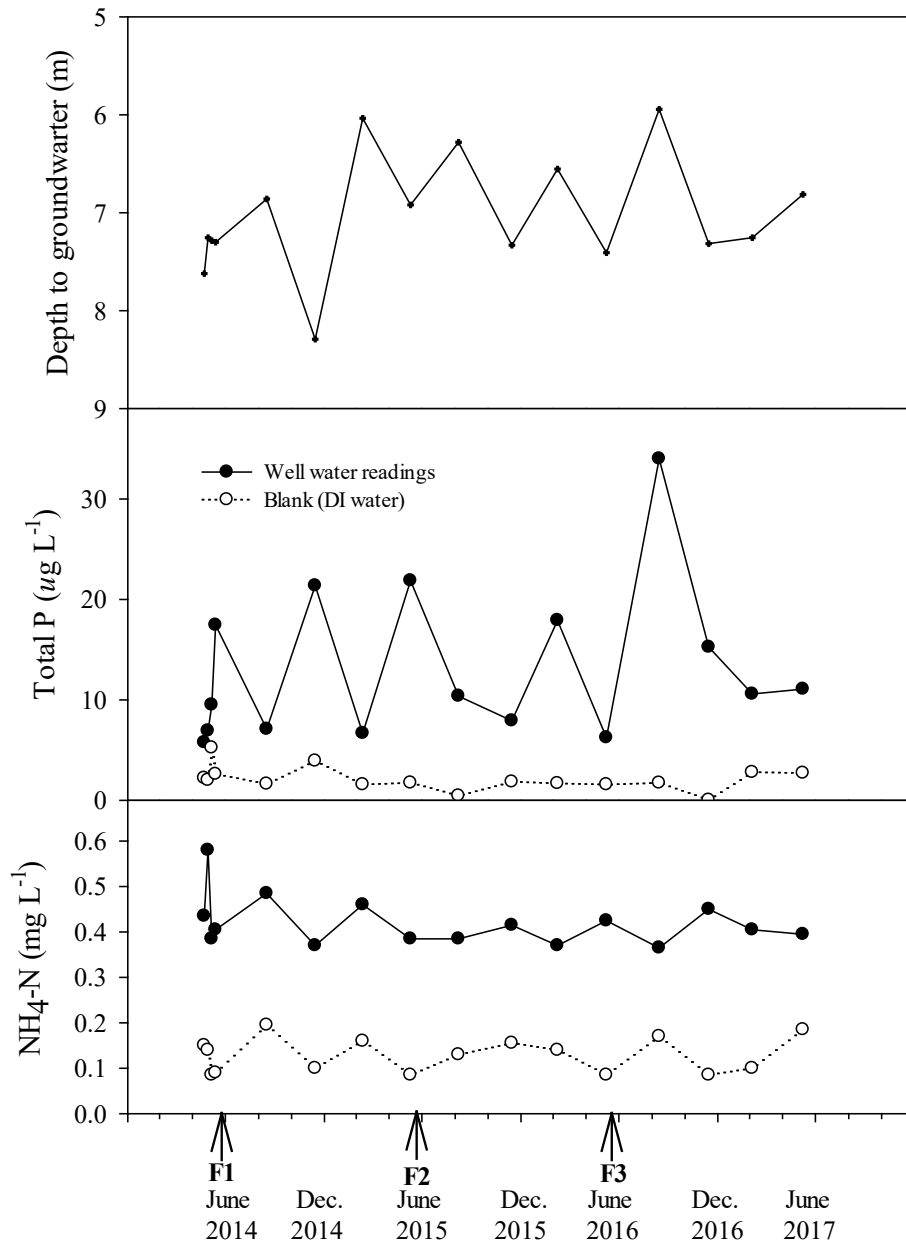 5
6
7
8
9
Depth to groundwarter (m)
Well water readings
Blank (DI water)
30
20
10
0
Total P (ug L-1)
0.6
0.5
0.4
0.3
0.2
0.1
0.0
NH4-N (mg L-1)
F1 F2 F3
June Dec. June Dec. June Dec. June
2014 2014 2015 2015 2016 2016 2017